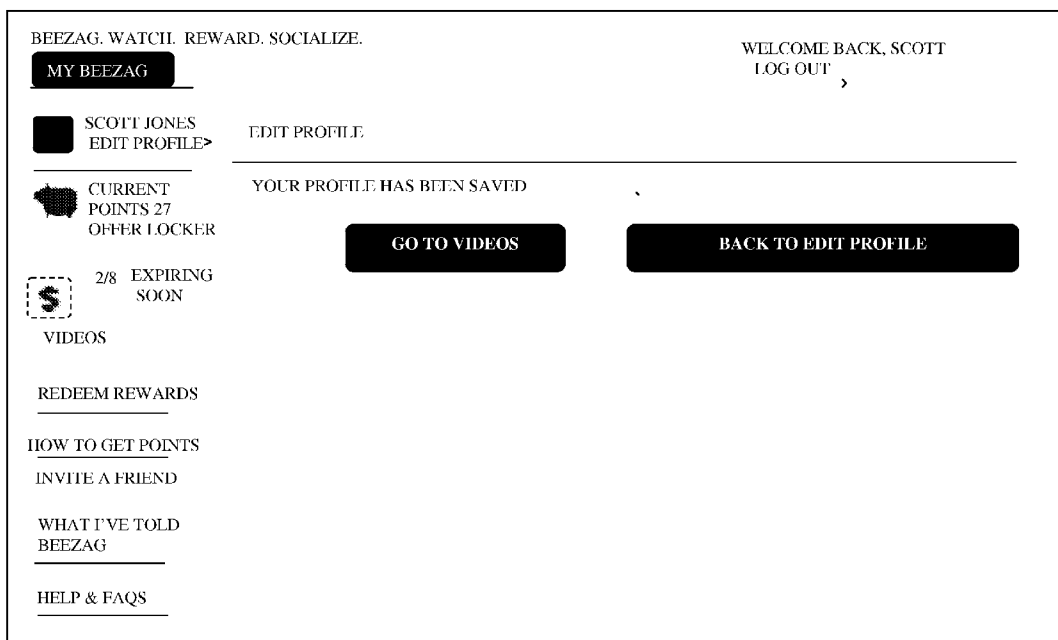 BEEZAG. WATCH. REWARD. SOCIALIZE.
MY BEEZAG
WELCOME BACK, SCOTT
LOG OUT
>
SCOTT JONES
EDIT PROFILE>
CURRENT
POINTS 27
OFFER LOCKER
2/8 EXPIRING
SOON
$
VIDEOS
REDEEM REWARDS
HOW TO GET POINTS
INVITE A FRIEND
WHAT I'VE TOLD
BEEZAG
HELP & FAQS
EDIT PROFILE
YOUR PROFILE HAS BEEN SAVED
GO TO VIDEOS
BACK TO EDIT PROFILE